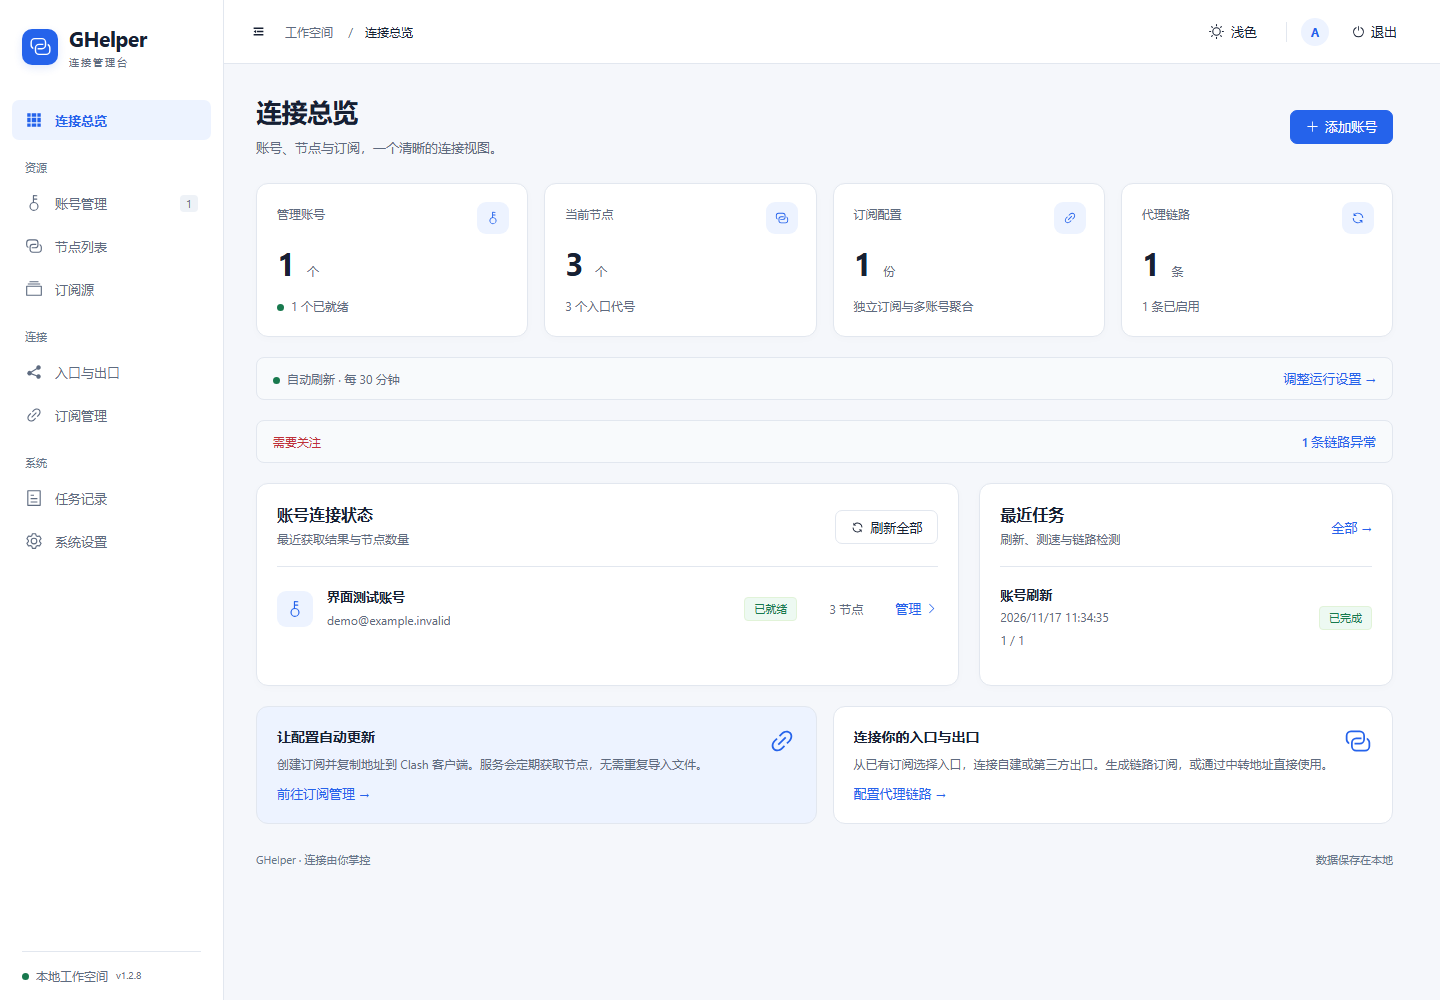 GHelper
连接管理台
连接总览
资源
账号管理 1
节点列表
订阅源
连接
入口与出口
订阅管理
系统
任务记录
系统设置
本地工作空间 v1.2.8
工作空间 / 连接总览
浅色
A
退出
连接总览
账号、节点与订阅，一个清晰的连接视图。
添加账号
管理账号
1 个
1 个已就绪
当前节点
3 个
3 个入口代号
订阅配置
1 份
独立订阅与多账号聚合
代理链路
1 条
1 条已启用
自动刷新 · 每 30 分钟
调整运行设置 →
需要关注
1 条链路异常
账号连接状态
最近获取结果与节点数量
刷新全部
界面测试账号
demo@example.invalid
已就绪
3 节点
管理
最近任务
刷新、测速与链路检测
全部 →
账号刷新
2026/11/17 11:34:35
1 / 1
已完成
让配置自动更新
创建订阅并复制地址到 Clash 客户端。服务会定期获取节点，无需重复导入文件。
前往订阅管理 →
连接你的入口与出口
从已有订阅选择入口，连接自建或第三方出口。生成链路订阅，或通过中转地址直接使用。
配置代理链路 →
GHelper · 连接由你掌控
数据保存在本地